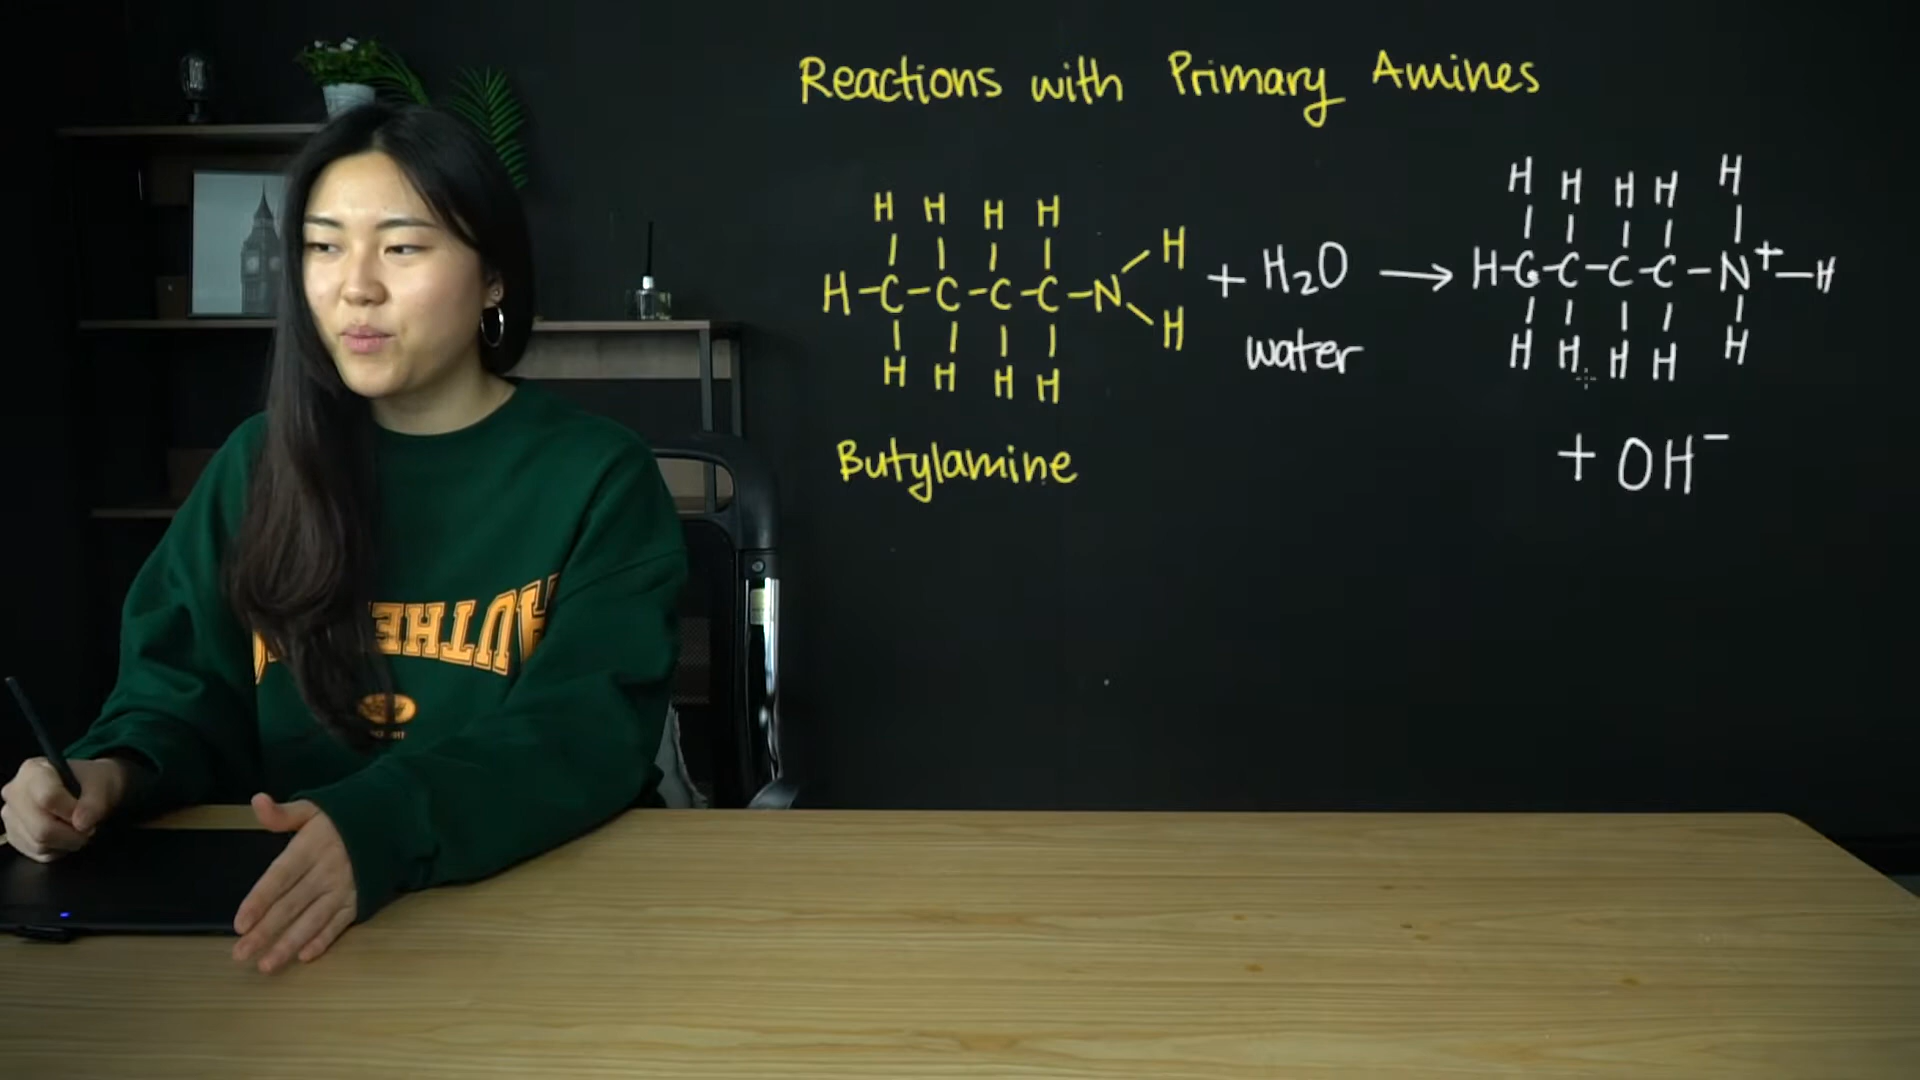 Reactions with Primary Amines
H H H H
H-C-C-C-C-N H H
H H H H
Butylamine
+ H₂O
water
→
H H H H H
H-C-C-C-C-N⁺-H
H H H H H
+ OH⁻